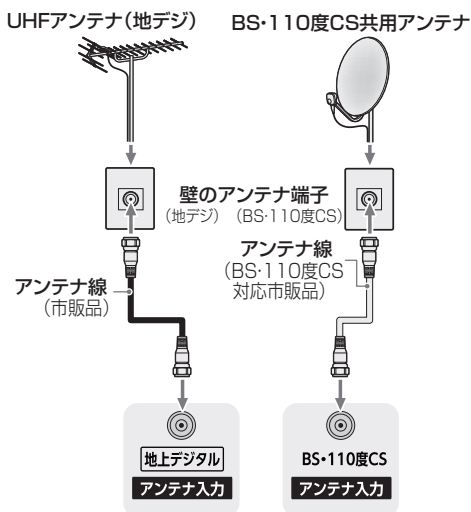 UHFアンテナ（地デジ）
BS・110度CS共用アンテナ
壁のアンテナ端子
（地デジ）（BS・110度CS）
アンテナ線
（BS・110度CS
対応市販品）
アンテナ線
（市販品）
地上デジタル
アンテナ入力
BS・110度CS
アンテナ入力